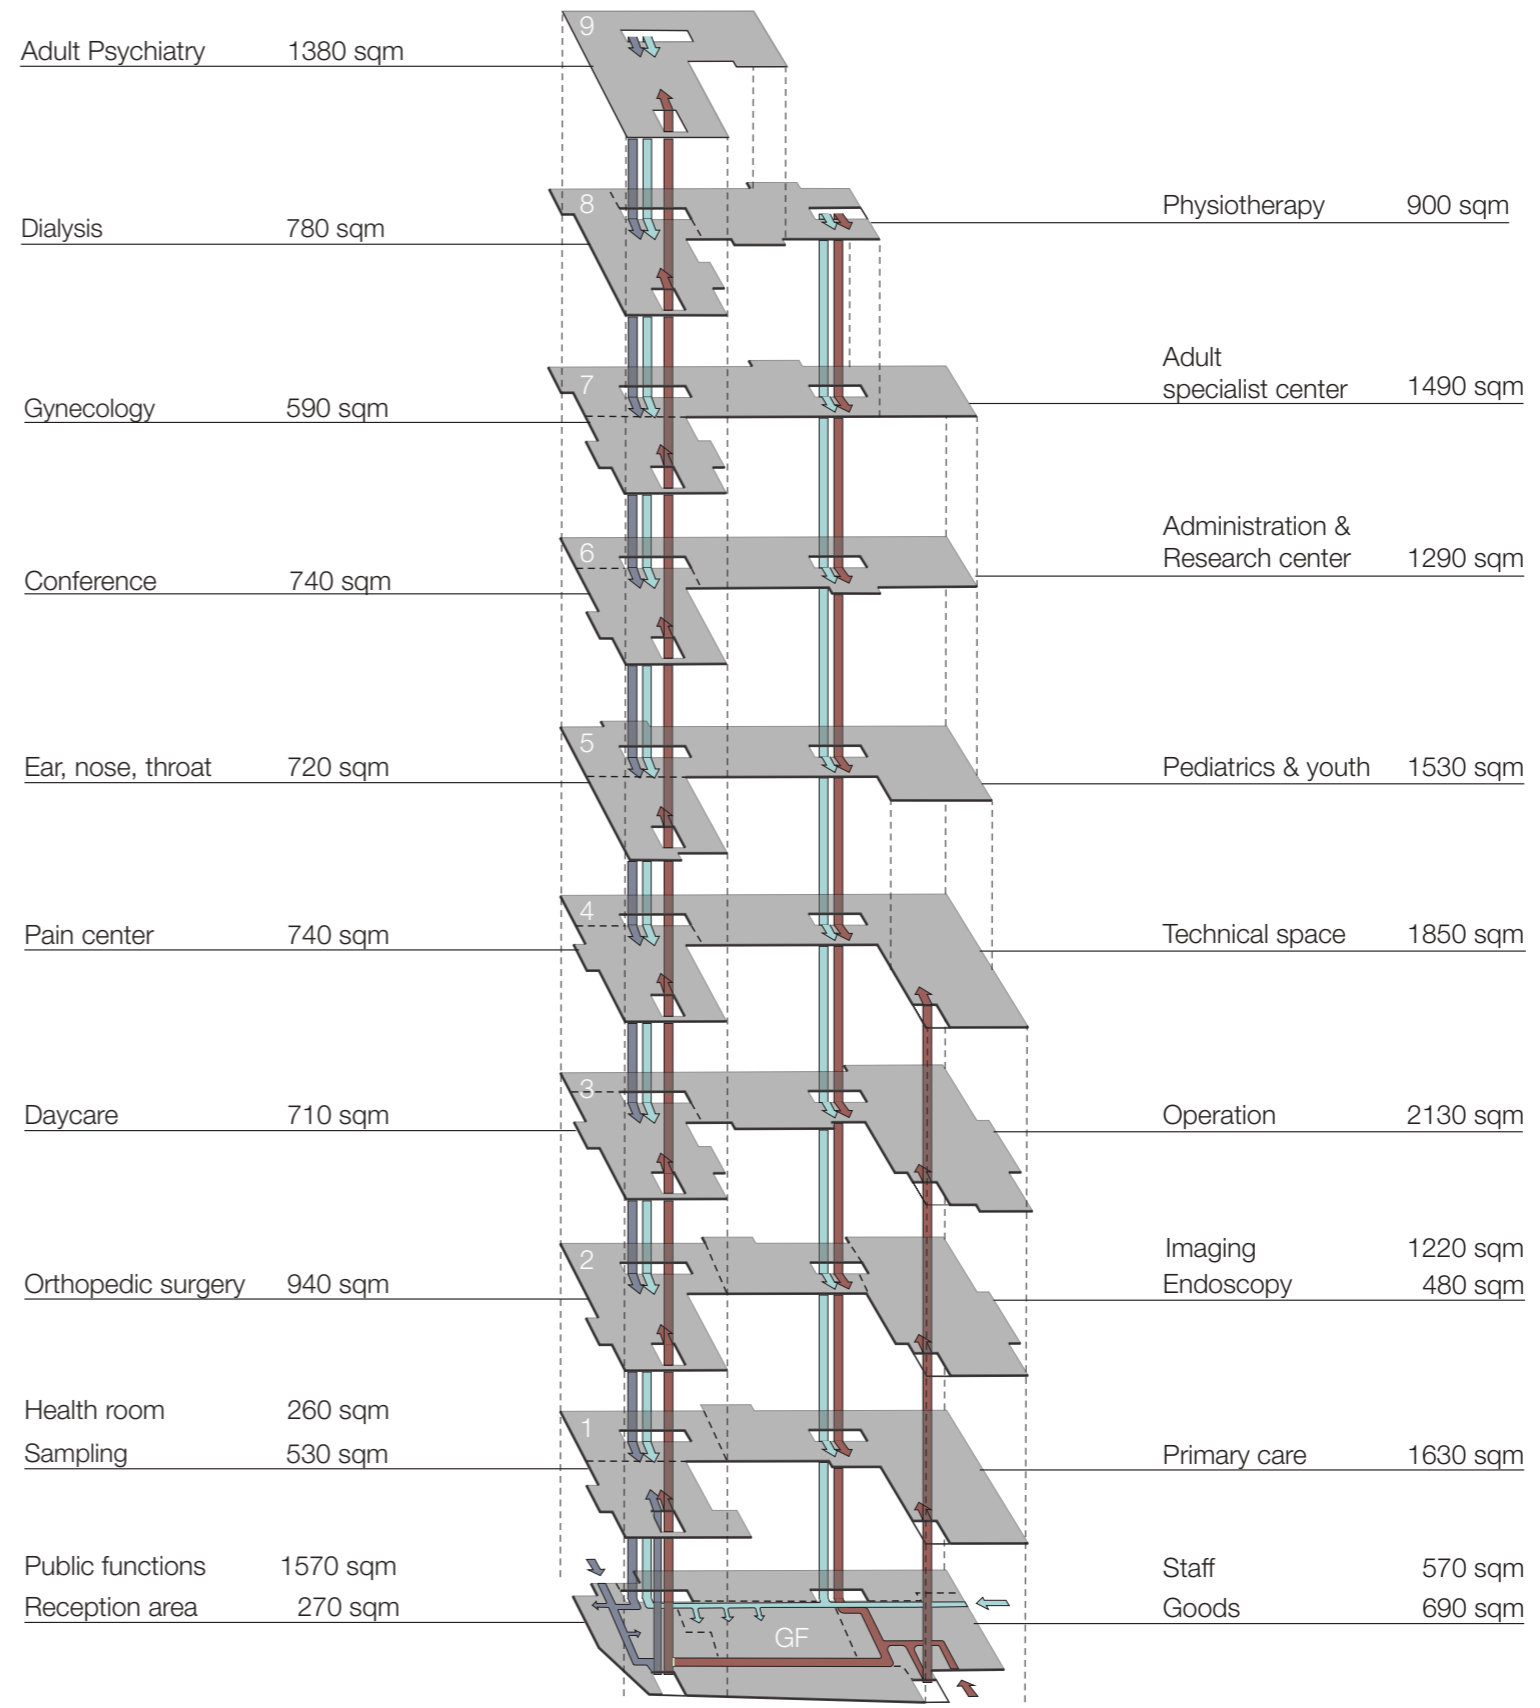 9
Adult Psychiatry 1380 sqm
8
Physiotherapy 900 sqm
Dialysis 780 sqm
Adult
specialist center 1490 sqm
7
Gynecology 590 sqm
Administration &
Research center 1290 sqm
6
Conference 740 sqm
5
Ear, nose, throat 720 sqm
Pediatrics & youth 1530 sqm
4
Pain center 740 sqm
Technical space 1850 sqm
3
Daycare 710 sqm
Operation 2130 sqm
2
Imaging 1220 sqm
Orthopedic surgery 940 sqm
Endoscopy 480 sqm
Health room 260 sqm
1
Sampling 530 sqm
Primary care 1630 sqm
Public functions 1570 sqm
Staff 570 sqm
Reception area 270 sqm
Goods 690 sqm
GF